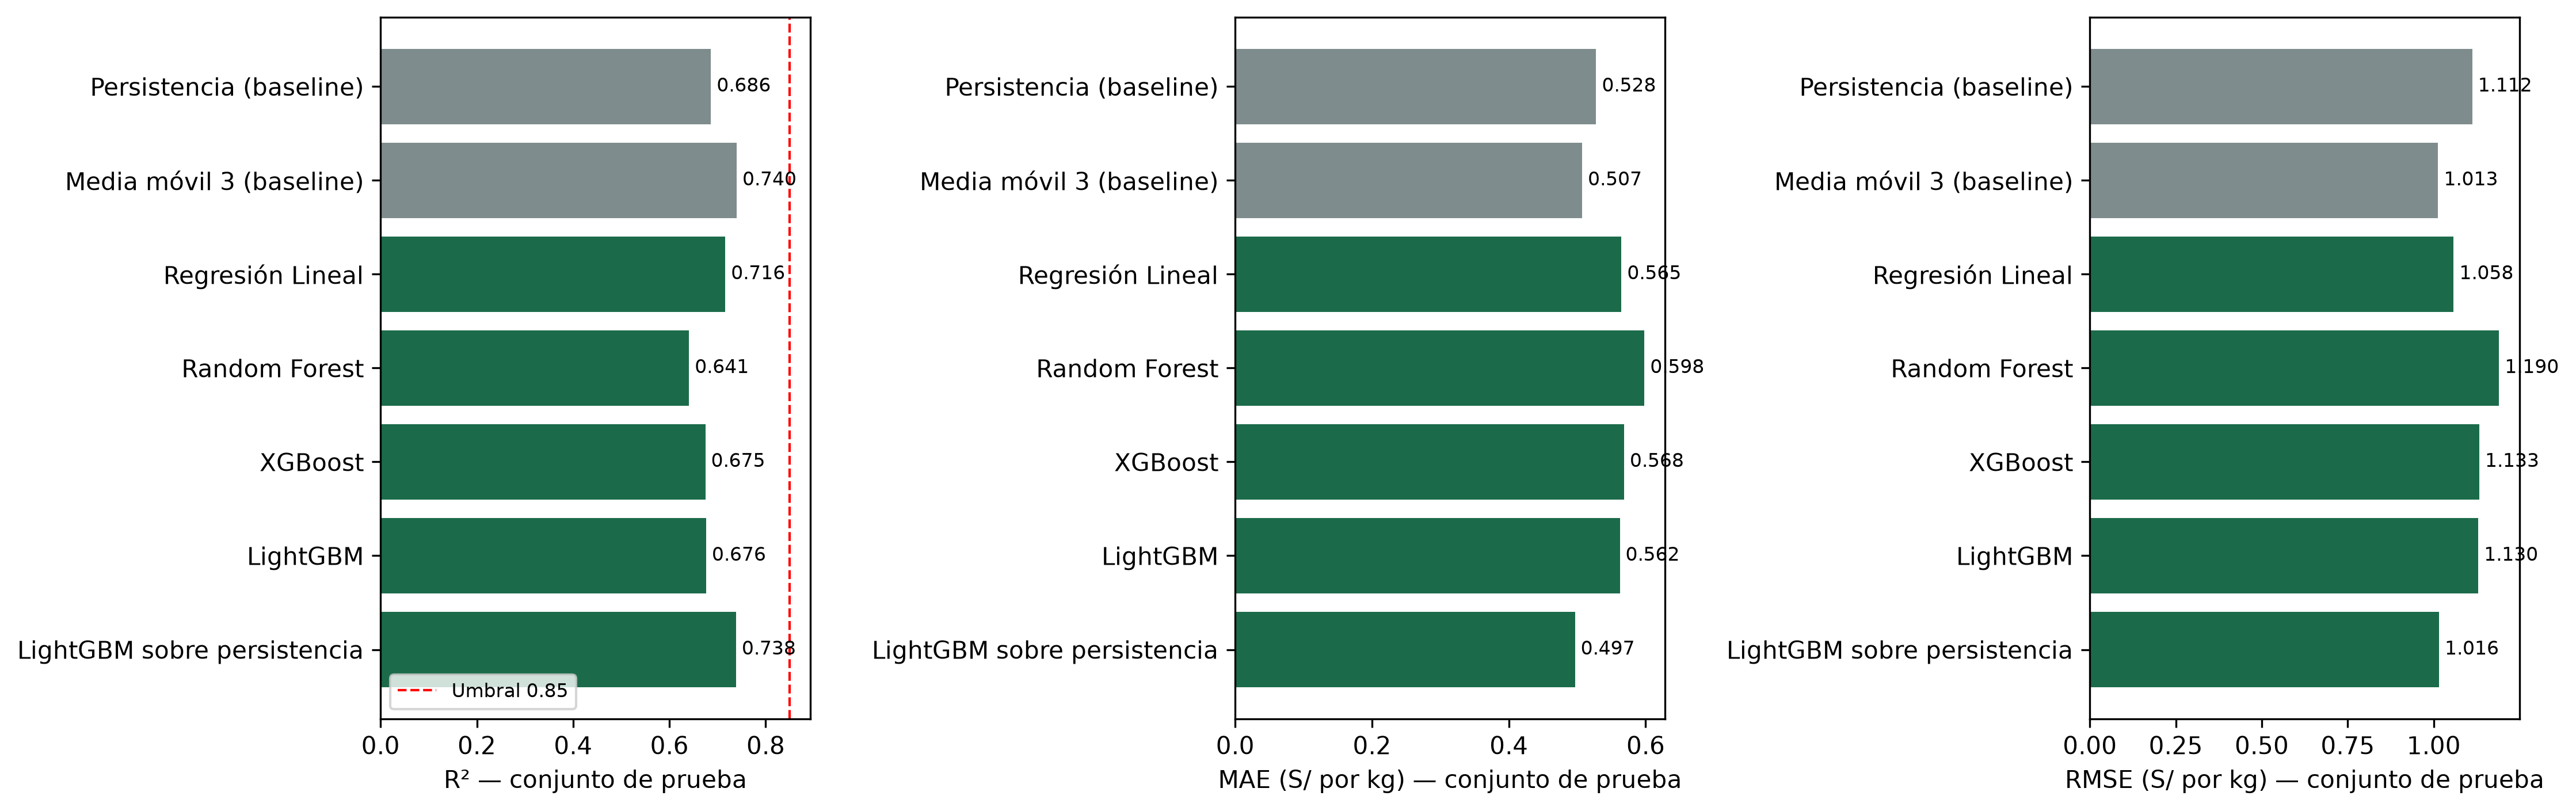 Persistencia (baseline)
0.686
Media móvil 3 (baseline)
0.740
Regresión Lineal
0.716
Random Forest
0.641
XGBoost
0.675
LightGBM
0.676
LightGBM sobre persistencia
0.738
Umbral 0.85
0.0 0.2 0.4 0.6 0.8
R² — conjunto de prueba
Persistencia (baseline)
0.528
Media móvil 3 (baseline)
0.507
Regresión Lineal
0.565
Random Forest
0.598
XGBoost
0.568
LightGBM
0.562
LightGBM sobre persistencia
0.497
0.0 0.2 0.4 0.6
MAE (S/ por kg) — conjunto de prueba
Persistencia (baseline)
1.112
Media móvil 3 (baseline)
1.013
Regresión Lineal
1.058
Random Forest
1.190
XGBoost
1.133
LightGBM
1.130
LightGBM sobre persistencia
1.016
0.00 0.25 0.50 0.75 1.00
RMSE (S/ por kg) — conjunto de prueba